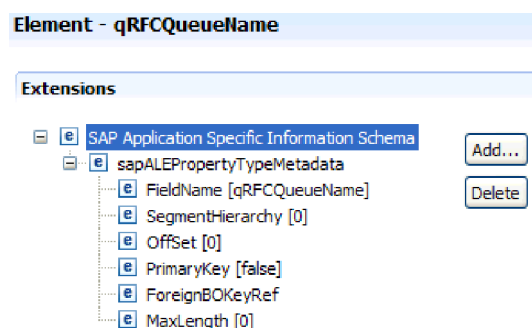 Element - qRFCQueueName
Extensions
SAP Application Specific Information Schema
Add...
sapALEPropertyTypeMetadata
FieldName [qRFCQueueName]
Delete
SegmentHierarchy [0]
OffSet [0]
PrimaryKey [false]
ForeignBOKeyRef
MaxLength [0]